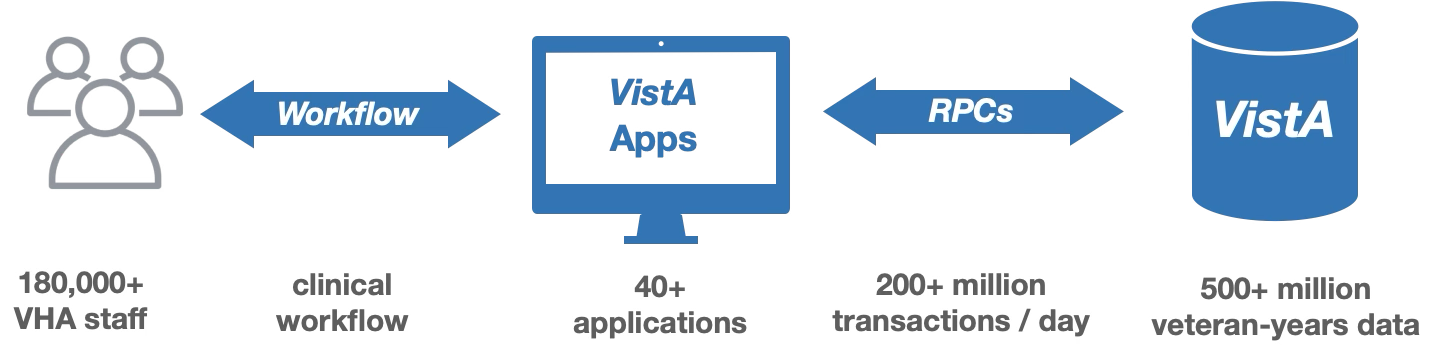 Workflow
VistA
Apps
RPCs
VistA
180,000+
VHA staff
clinical
workflow
40+
applications
200+ million
transactions / day
500+ million
veteran-years data